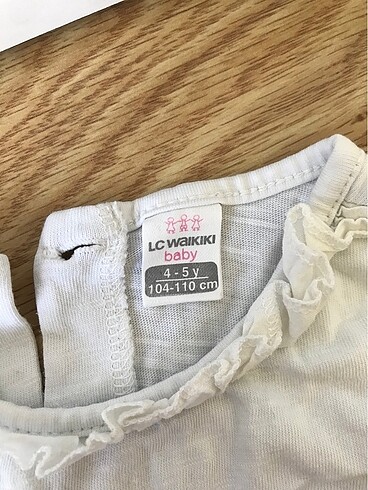 LC WAIKIKI
baby
4 - 5 y
104-110 cm